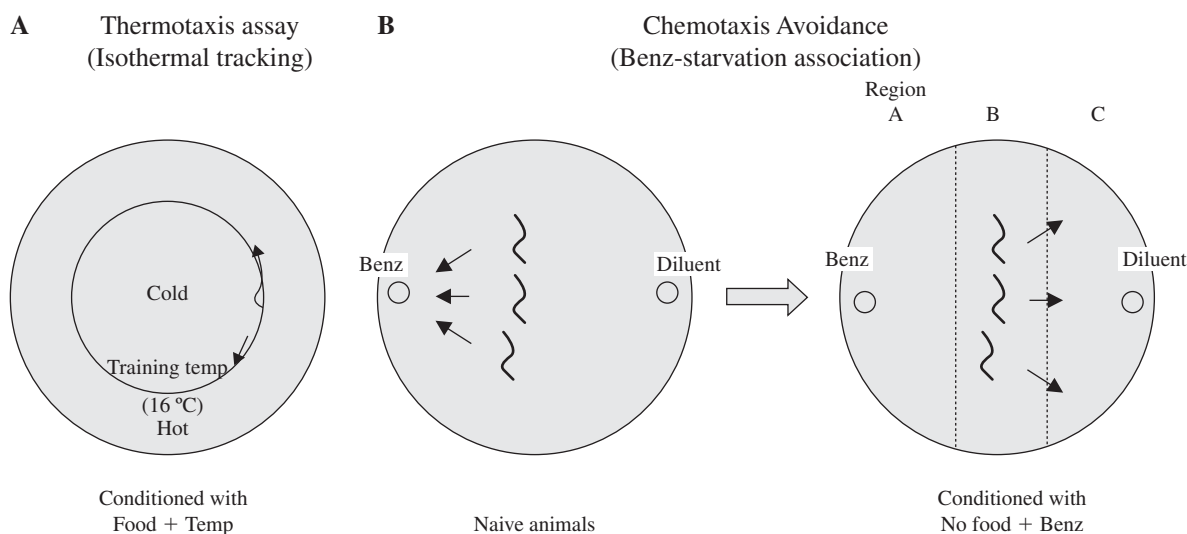 A
Thermotaxis assay
(Isothermal tracking)
Cold
Training temp
(16 ºC)
Hot
Conditioned with
Food + Temp
B
Chemotaxis Avoidance
(Benz-starvation association)
Benz
Diluent
Naive animals
Region
A B C
Benz
Diluent
Conditioned with
No food + Benz